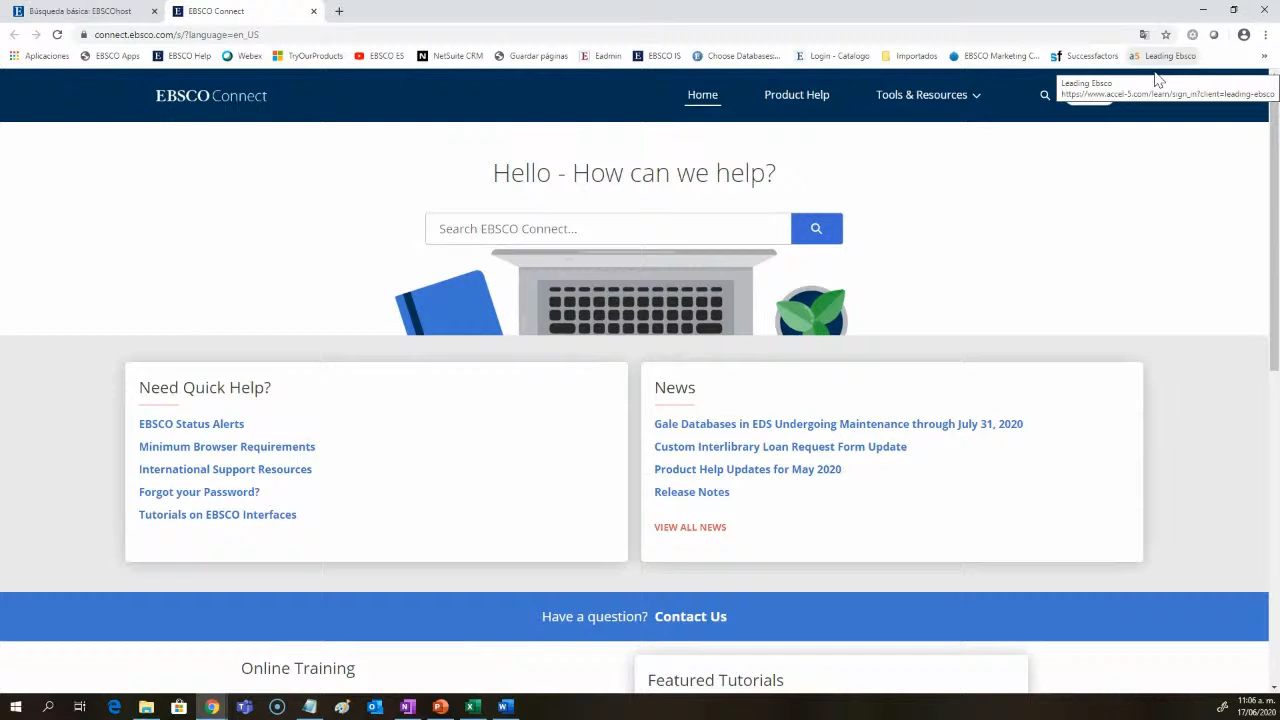 Búsqueda básica: EBSCOhost
EBSCO Connect
connect.ebsco.com/s/?language=en_US
Aplicaciones
EBSCO Apps
EBSCO Help
Webex
TryOurProducts
EBSCO ES
NetSuite CRM
Guardar páginas
Eadmin
EBSCO IS
Choose Databases:...
Login - Catalogo
Importados
EBSCO Marketing C...
Successfactors
Leading Ebsco
Leading Ebsco
https://www.accel-5.com/learn/sign_in?client=leading-ebsco
EBSCO Connect
Home
Product Help
Tools & Resources
Hello - How can we help?
Search EBSCO Connect...
Need Quick Help?
EBSCO Status Alerts
Minimum Browser Requirements
International Support Resources
Forgot your Password?
Tutorials on EBSCO Interfaces
News
Gale Databases in EDS Undergoing Maintenance through July 31, 2020
Custom Interlibrary Loan Request Form Update
Product Help Updates for May 2020
Release Notes
VIEW ALL NEWS
Have a question? Contact Us
Online Training
Featured Tutorials
11:06 a. m.
17/06/2020